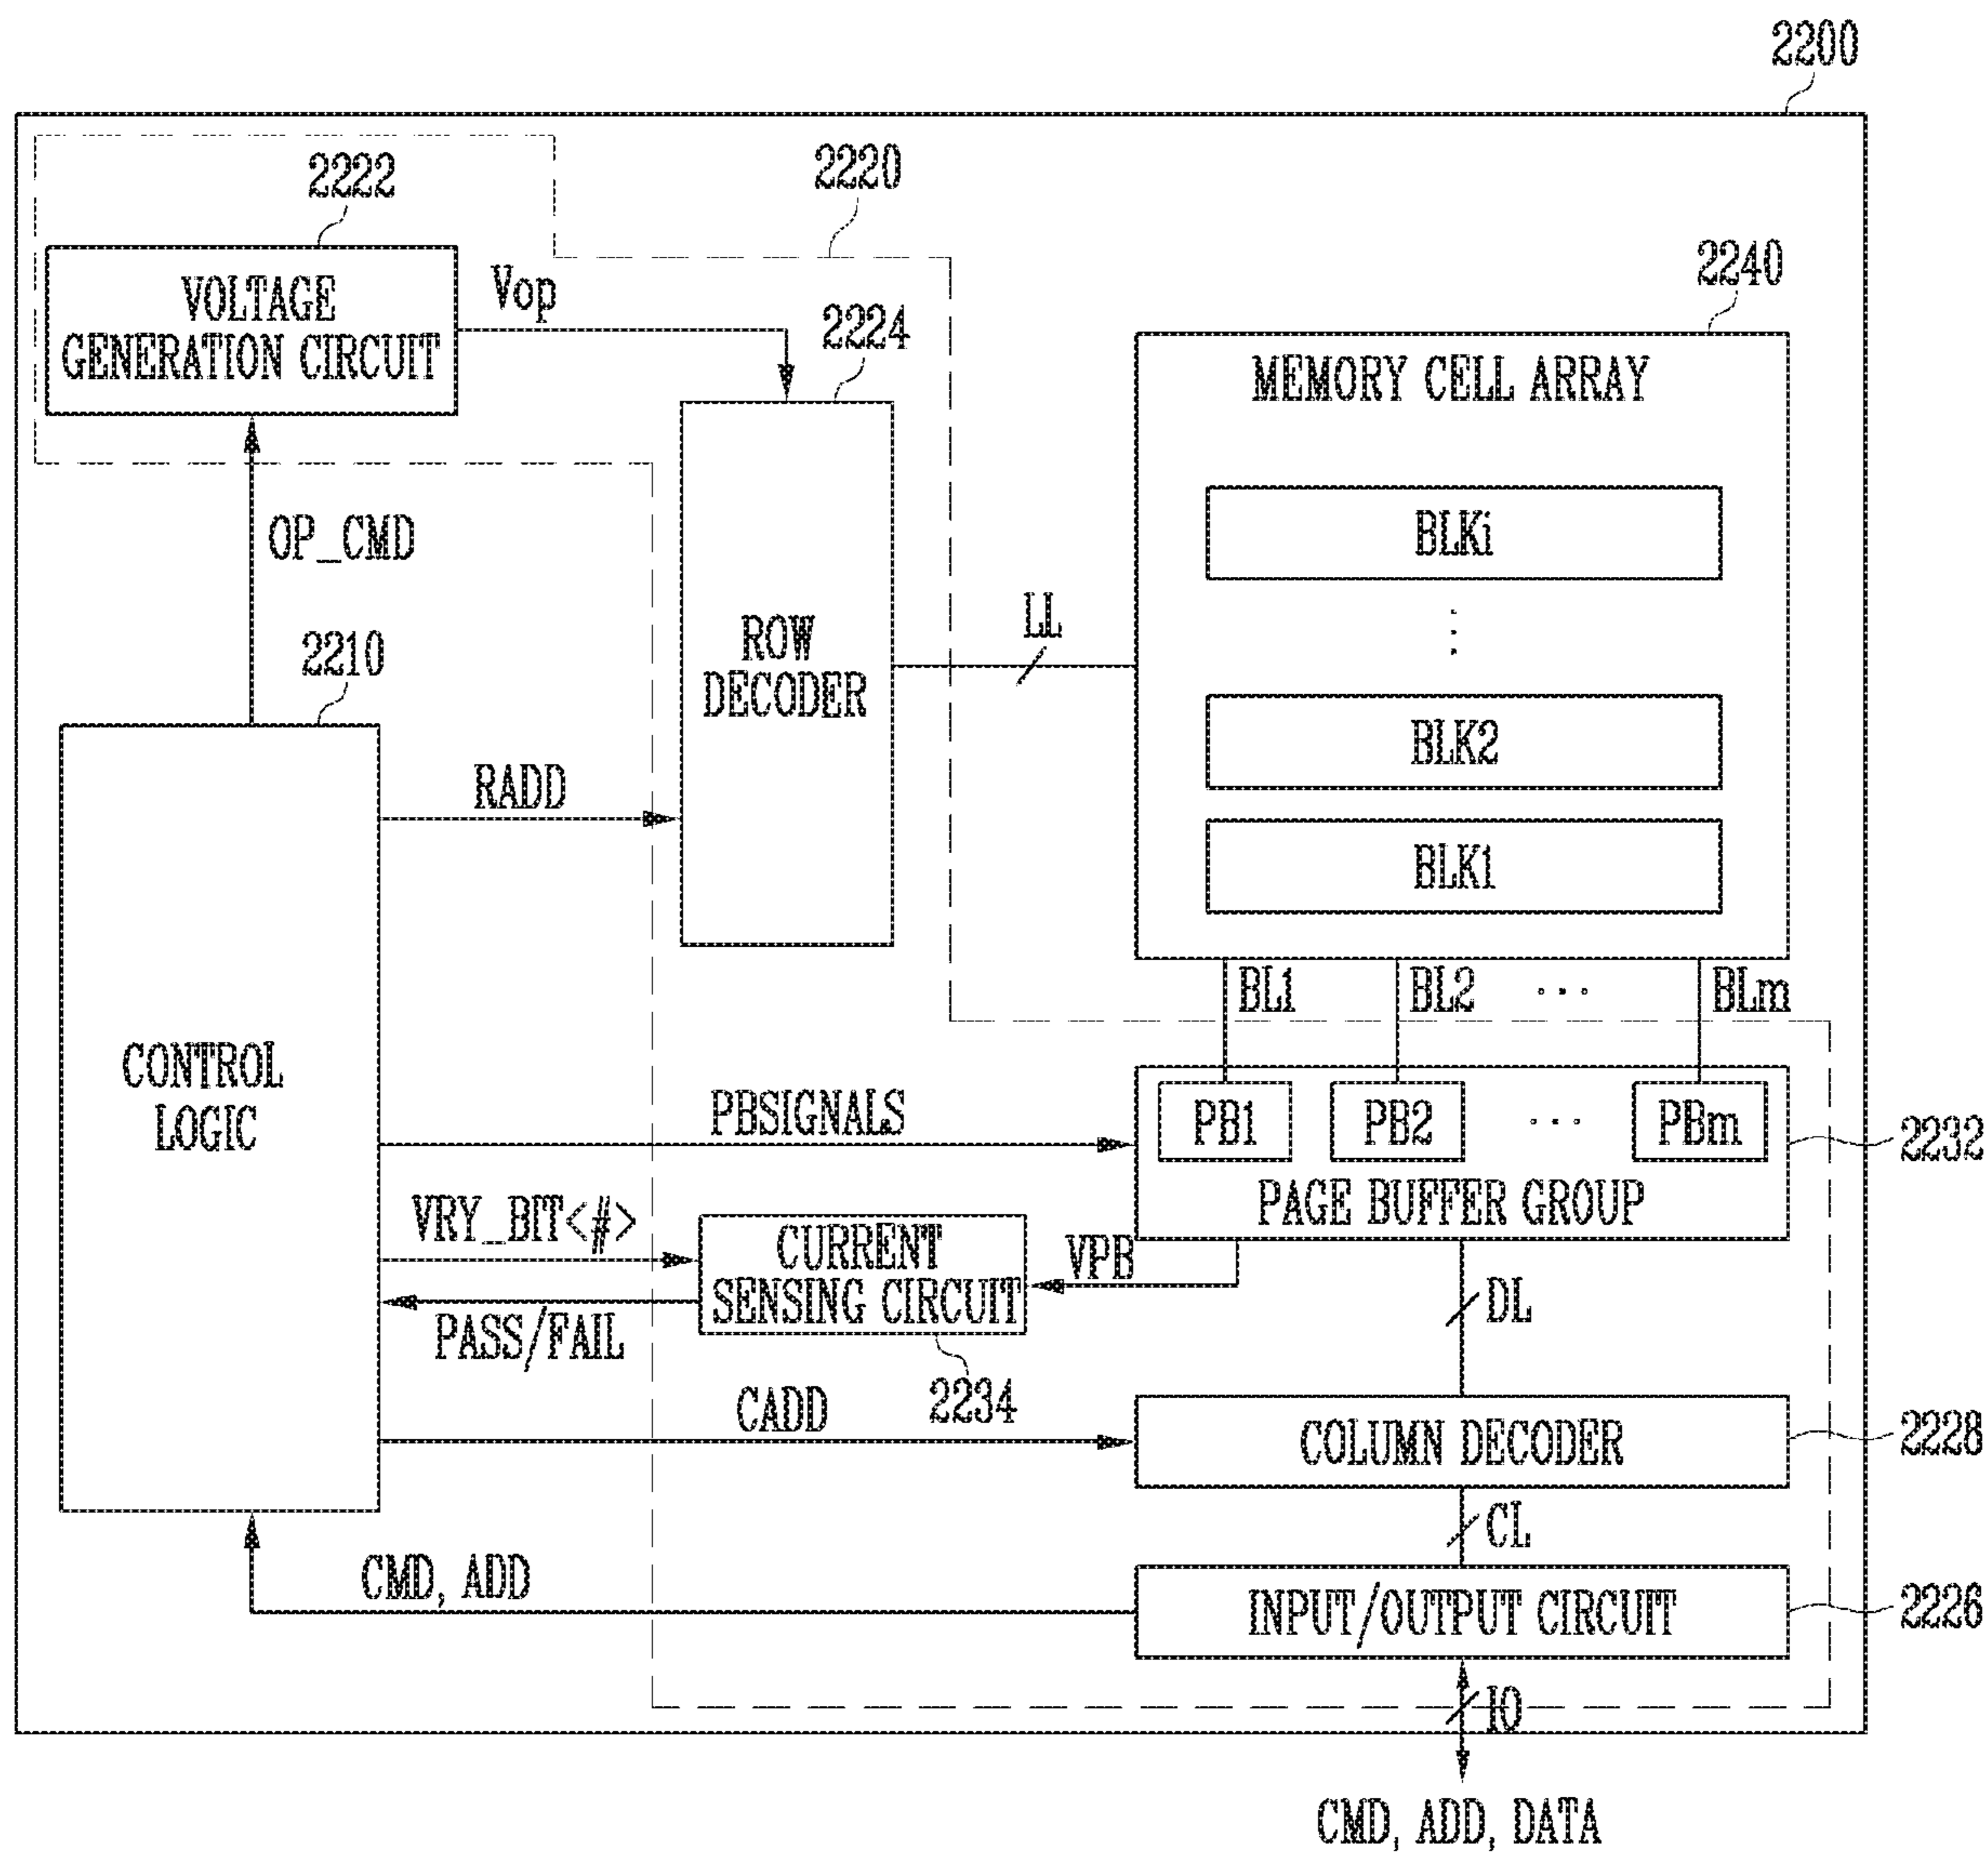 2200
2222
2220
VOLTAGE
GENERATION CIRCUIT
Vop
2224
2240
MEMORY CELL ARRAY
BLKi
⋮
BLK2
BLK1
OP_CMD
LL
ROW
DECODER
2210
RADD
BL1
BL2
...
BLm
CONTROL
LOGIC
PBSIGNALS
PB1
PB2
...
PBm
PAGE BUFFER GROUP
2232
VRY_BIT<#>
CURRENT
SENSING CIRCUIT
VPB
PASS/FAIL
2234
DL
CADD
COLUMN DECODER
2228
CL
CMD, ADD
INPUT/OUTPUT CIRCUIT
2226
IO
CMD, ADD, DATA